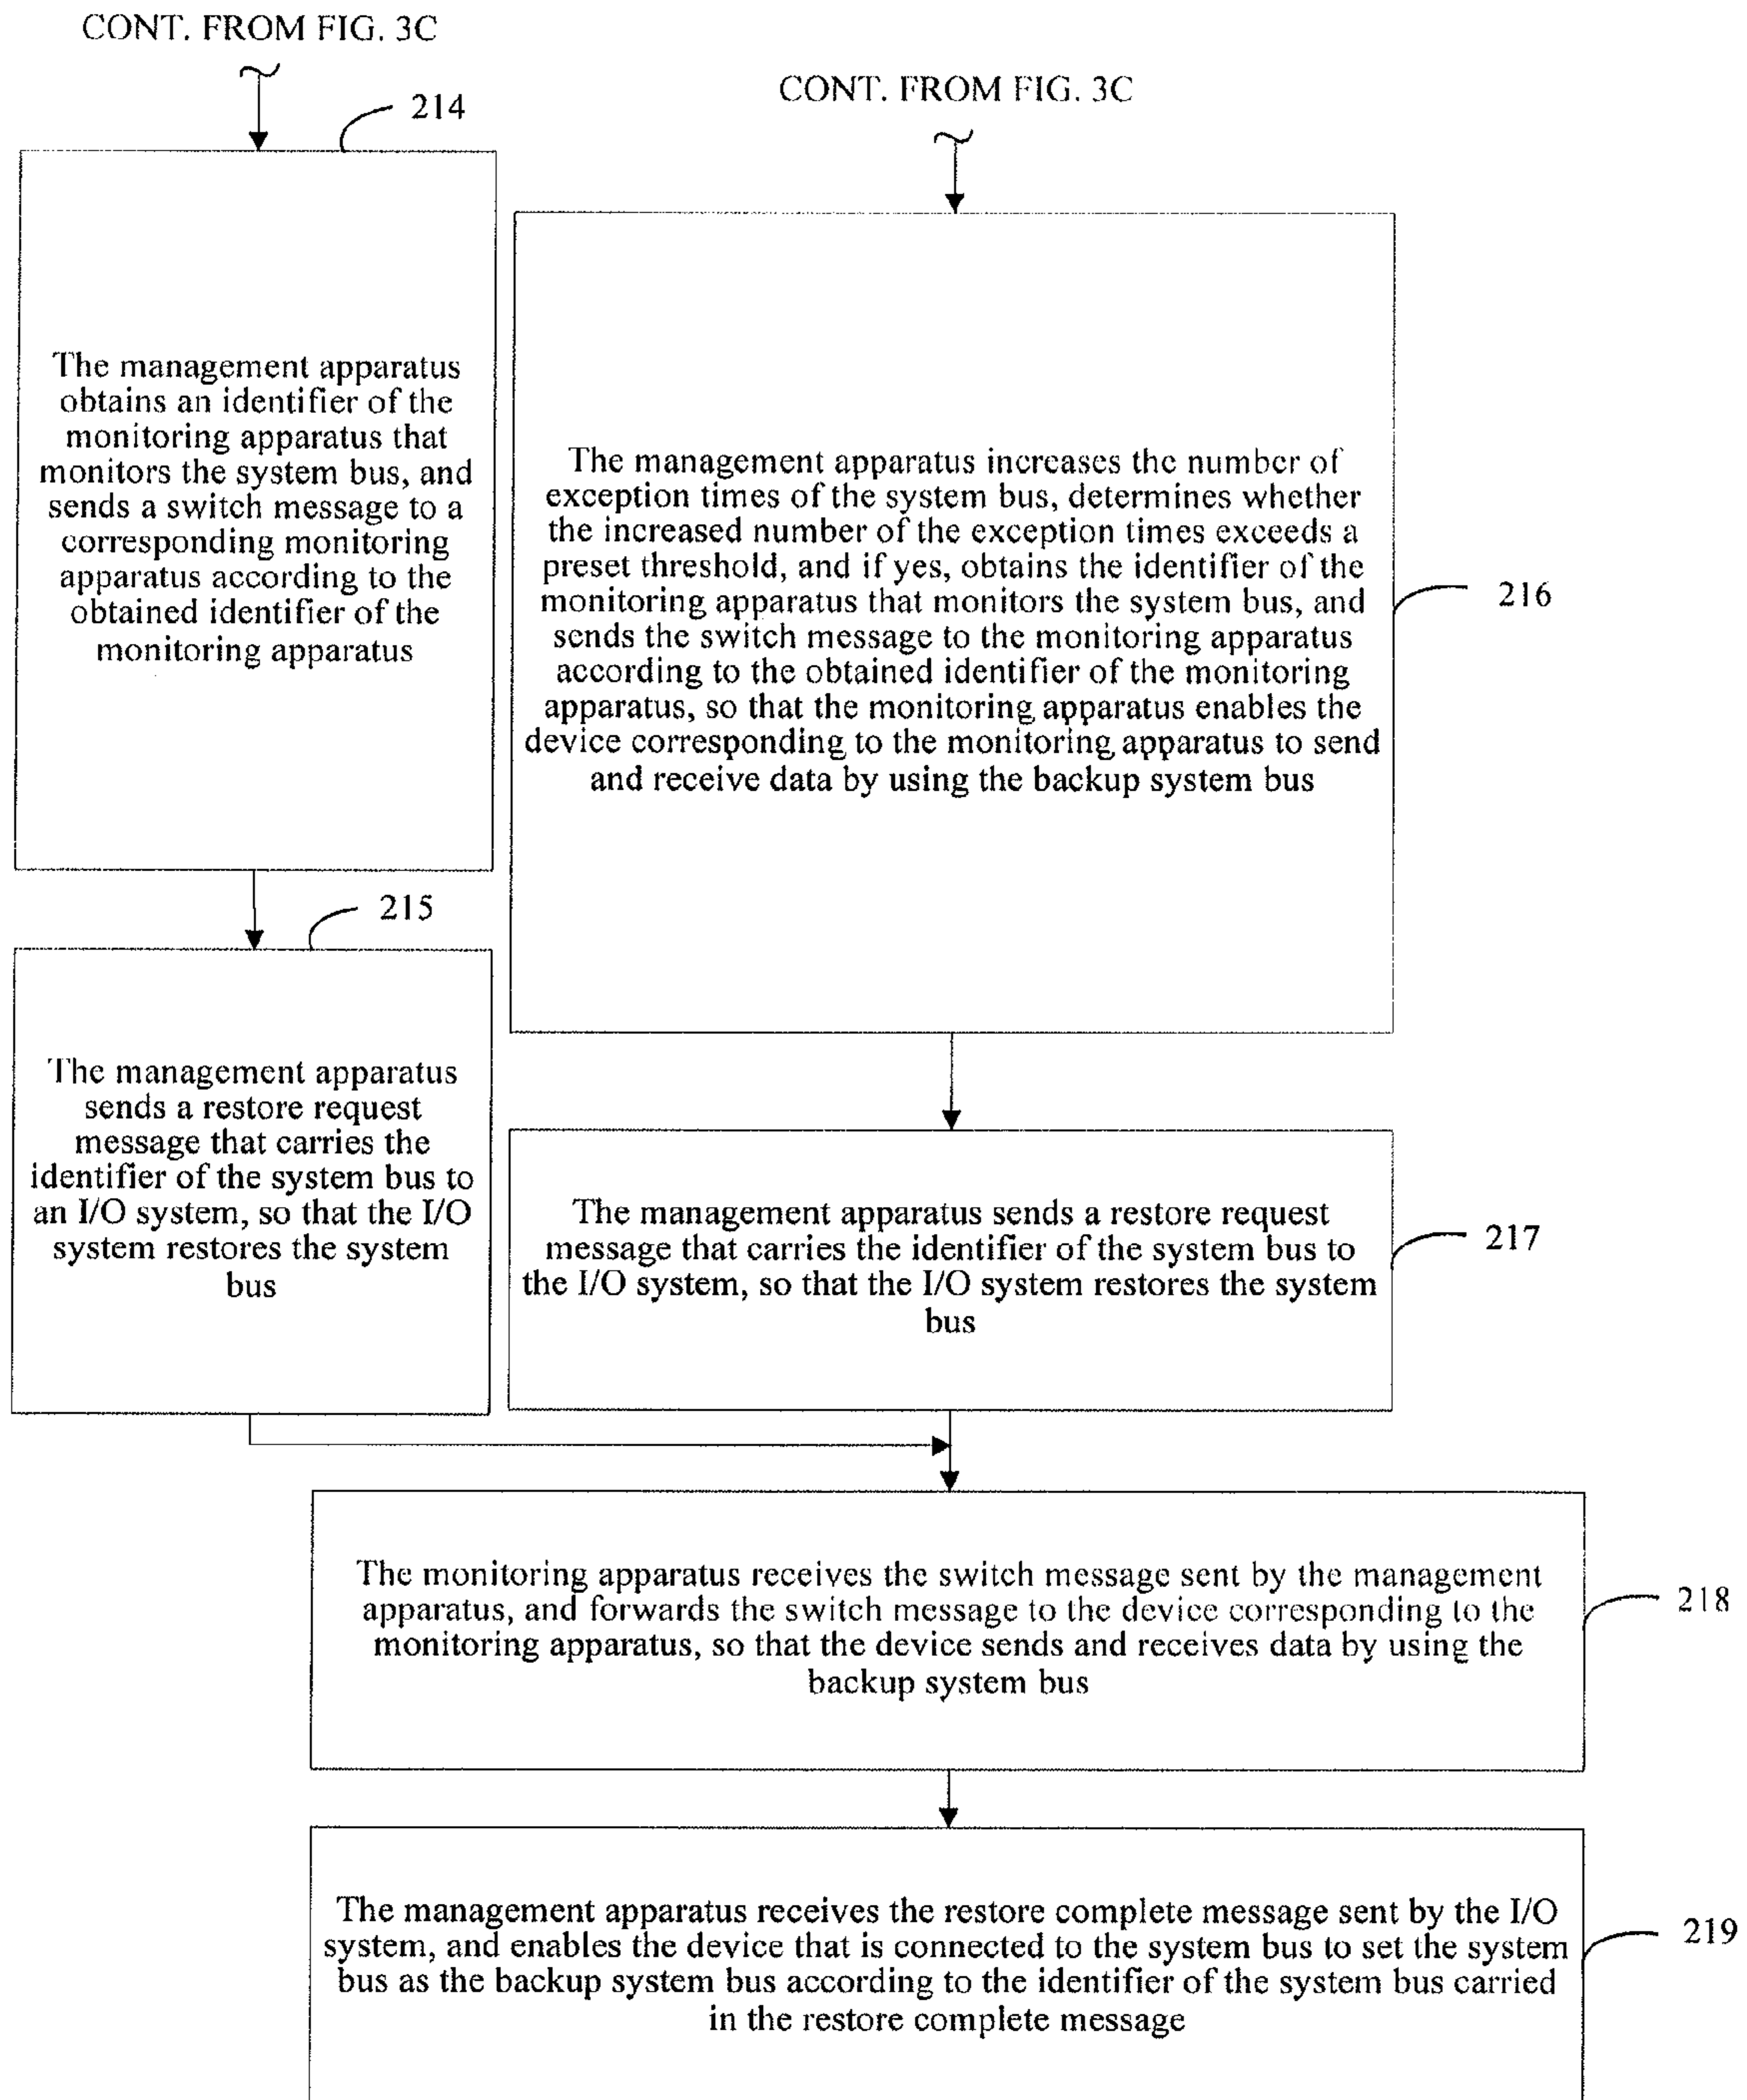 CONT. FROM FIG. 3C
214
The management apparatus
obtains an identifier of the
monitoring apparatus that
monitors the system bus, and
sends a switch message to a
corresponding monitoring
apparatus according to the
obtained identifier of the
monitoring apparatus
215
The management apparatus
sends a restore request
message that carries the
identifier of the system bus to
an I/O system, so that the I/O
system restores the system
bus
CONT. FROM FIG. 3C
The management apparatus increases the number of
exception times of the system bus, determines whether
the increased number of the exception times exceeds a
preset threshold, and if yes, obtains the identifier of the
monitoring apparatus that monitors the system bus, and
sends the switch message to the monitoring apparatus
according to the obtained identifier of the monitoring
apparatus, so that the monitoring apparatus enables the
device corresponding to the monitoring apparatus to send
and receive data by using the backup system bus
216
The management apparatus sends a restore request
message that carries the identifier of the system bus to
the I/O system, so that the I/O system restores the system
bus
217
The monitoring apparatus receives the switch message sent by the management
apparatus, and forwards the switch message to the device corresponding to the
monitoring apparatus, so that the device sends and receives data by using the
backup system bus
218
The management apparatus receives the restore complete message sent by the I/O
system, and enables the device that is connected to the system bus to set the system
bus as the backup system bus according to the identifier of the system bus carried
in the restore complete message
219